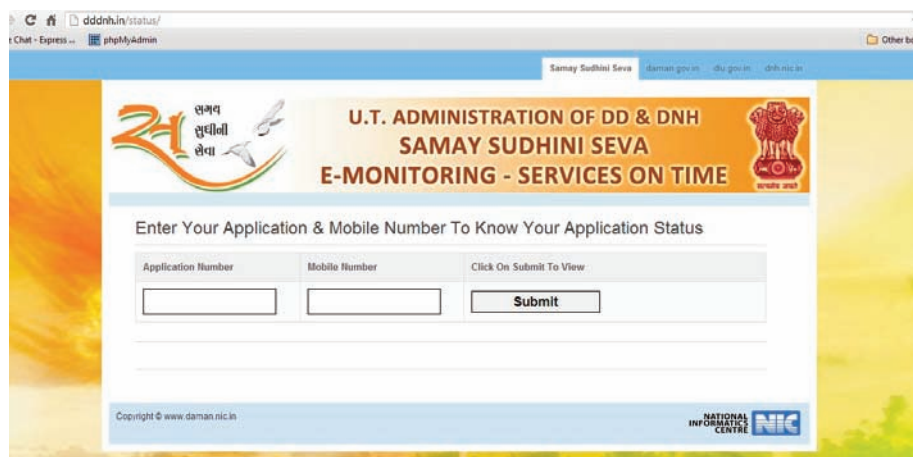 dddnh.in/status/
Chat - Express ... phpMyAdmin Other bo
Samay Sudhini Seva daman.gov.in diu.gov.in dnh.nic.in
સમય
સુધીની
સેવા
U.T. ADMINISTRATION OF DD & DNH
SAMAY SUDHINI SEVA
E-MONITORING - SERVICES ON TIME
सत्यमेव जयते
Enter Your Application & Mobile Number To Know Your Application Status
Application Number Mobile Number Click On Submit To View
Submit
Copyright © www.daman.nic.in
NATIONAL
INFORMATICS
CENTRE NIC